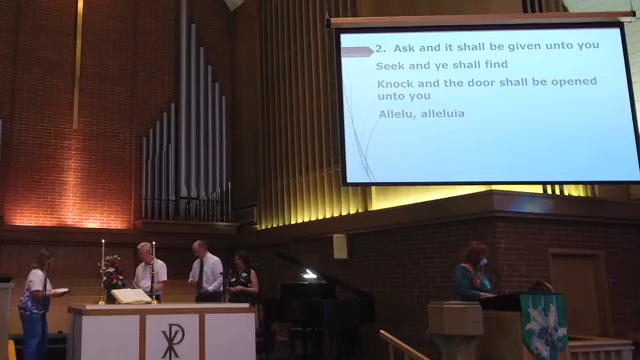 2. Ask and it shall be given unto you
Seek and ye shall find
Knock and the door shall be opened
unto you
Allelu, alleluia